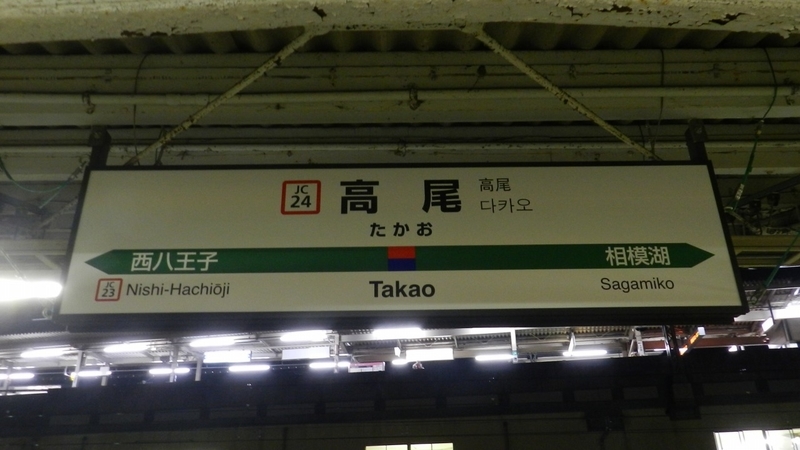 JC
24
高尾
高尾
다카오
たかお
西八王子
相模湖
JC
23
Nishi-Hachiōji
Takao
Sagamiko